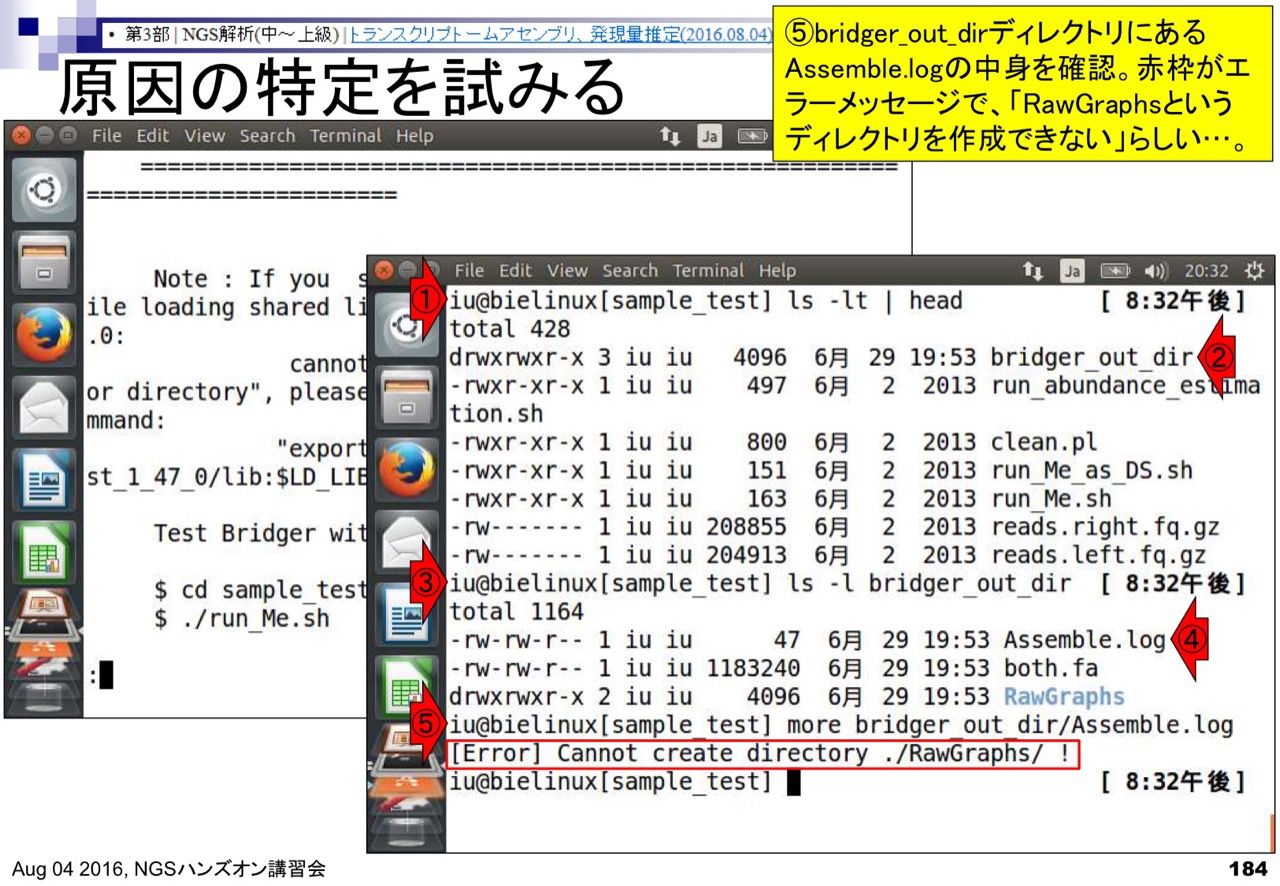 • 第3部 | NGS解析(中～上級) | トランスクリプトームアセンブリ、発現量推定(2016.08.04)
原因の特定を試みる
⑤bridger_out_dirディレクトリにある
Assemble.logの中身を確認。赤枠がエ
ラーメッセージで、「RawGraphsという
ディレクトリを作成できない」らしい…。
File Edit View Search Terminal Help
Ja
========================================================
=======================
Note : If you s
ile loading shared li
.0:
cannot
or directory", please
mmand:
"export
st_1_47_0/lib:$LD_LIB
Test Bridger wit
$ cd sample_test
$ ./run_Me.sh
:
File Edit View Search Terminal Help
Ja
20:32
① iu@bielinux[sample_test] ls -lt | head [ 8:32午後]
total 428
drwxrwxr-x 3 iu iu 4096 6月 29 19:53 bridger_out_dir ②
-rwxr-xr-x 1 iu iu 497 6月 2 2013 run_abundance_estima
tion.sh
-rwxr-xr-x 1 iu iu 800 6月 2 2013 clean.pl
-rwxr-xr-x 1 iu iu 151 6月 2 2013 run_Me_as_DS.sh
-rwxr-xr-x 1 iu iu 163 6月 2 2013 run_Me.sh
-rw------- 1 iu iu 208855 6月 2 2013 reads.right.fq.gz
-rw------- 1 iu iu 204913 6月 2 2013 reads.left.fq.gz
③ iu@bielinux[sample_test] ls -l bridger_out_dir [ 8:32午後]
total 1164
-rw-rw-r-- 1 iu iu 47 6月 29 19:53 Assemble.log ④
-rw-rw-r-- 1 iu iu 1183240 6月 29 19:53 both.fa
drwxrwxr-x 2 iu iu 4096 6月 29 19:53 RawGraphs
⑤ iu@bielinux[sample_test] more bridger_out_dir/Assemble.log
[Error] Cannot create directory ./RawGraphs/ !
iu@bielinux[sample_test] [ 8:32午後]
Aug 04 2016, NGSハンズオン講習会
184